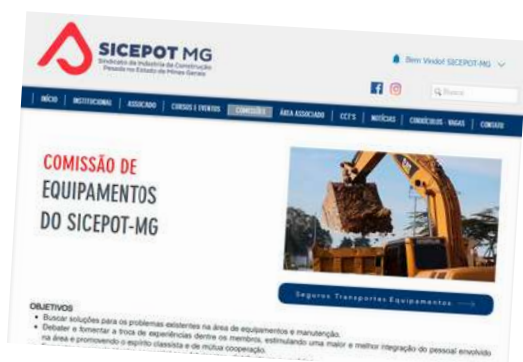 SICEPOT MG
Sindicato da Indústria da Construção
Pesada no Estado de Minas Gerais
Bem Vindo! SICEPOT-MG
Busca
INÍCIO | INSTITUCIONAL | ASSOCIADO | CURSOS E EVENTOS | COMISSÕES | ÁREA ASSOCIADO | CCT'S | NOTÍCIAS | CURRÍCULOS - VAGAS | CONTATO
COMISSÃO DE
EQUIPAMENTOS
DO SICEPOT-MG
CAT
Seguros Transportes Equipamentos
OBJETIVOS
• Buscar soluções para os problemas existentes na área de equipamentos e manutenção.
• Debater e fomentar a troca de experiências dentre os membros, estimulando uma maior e melhor integração do pessoal envolvido
na área e promovendo o espírito classista e de mútua cooperação.